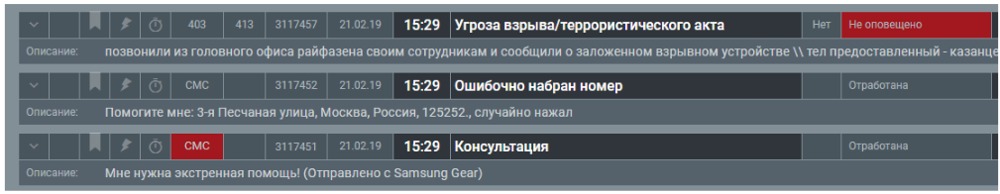 403 413 3117457 21.02.19 15:29 Угроза взрыва/террористического акта Нет Не оповещено
Описание: позвонили из головного офиса райфазена своим сотрудникам и сообщили о заложенном взрывном устройстве \\ тел предоставленный - казанце
СМС 3117452 21.02.19 15:29 Ошибочно набран номер Отработана
Описание: Помогите мне: 3-я Песчаная улица, Москва, Россия, 125252., случайно нажал
СМС 3117451 21.02.19 15:29 Консультация Отработана
Описание: Мне нужна экстренная помощь! (Отправлено с Samsung Gear)